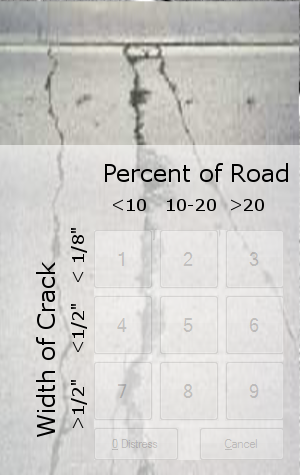 Percent of Road
<10 10-20 >20
Width of Crack
< 1/8"
1 2 3
<1/2"
4 5 6
>1/2"
7 8 9
0 Distress Cancel